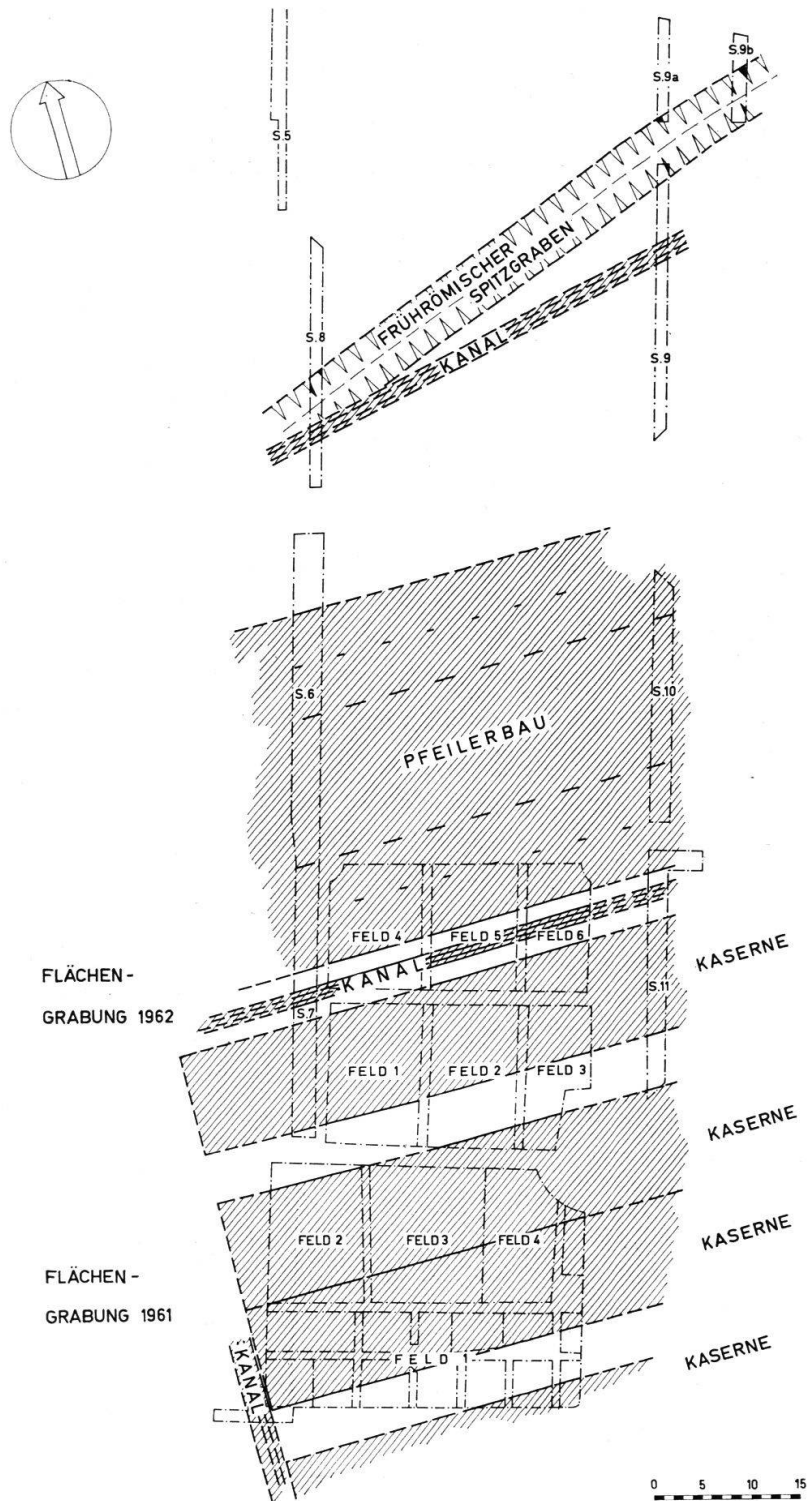 S.9b
S.9a
S.5
FRÜHRÖMISCHER
SPITZGRABEN
S.8
KANAL
S.9
S.6
S.10
PFEILERBAU
FELD 4
FELD 5
FELD 6
KASERNE
FLÄCHEN-
GRABUNG 1962
KANAL
S.7
S.11
FELD 1
FELD 2
FELD 3
KASERNE
FELD 2
FELD 3
FELD 4
KASERNE
FLÄCHEN-
GRABUNG 1961
KANAL
FELD 1
KASERNE
0 5 10 15